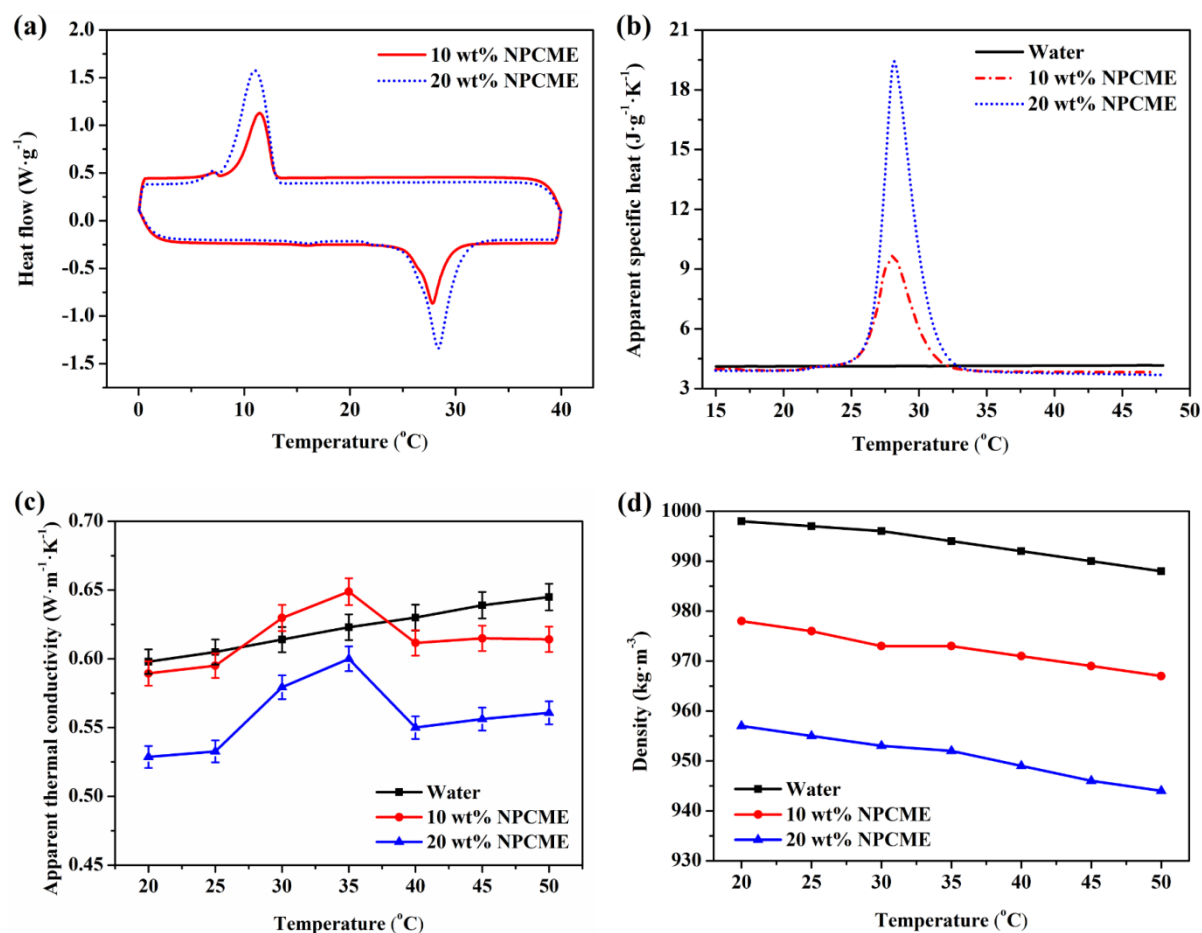 (a)
2.0
1.5
1.0
0.5
0.0
-0.5
-1.0
-1.5
Heat flow (W·g⁻¹)
10 wt% NPCME
20 wt% NPCME
0
10
20
30
40
Temperature (°C)
(b)
21
18
15
12
9
6
3
Apparent specific heat (J·g⁻¹·K⁻¹)
Water
10 wt% NPCME
20 wt% NPCME
15
20
25
30
35
40
45
50
Temperature (°C)
(c)
0.70
0.65
0.60
0.55
0.50
0.45
Apparent thermal conductivity (W·m⁻¹·K⁻¹)
Water
10 wt% NPCME
20 wt% NPCME
20
25
30
35
40
45
50
Temperature (°C)
(d)
1000
990
980
970
960
950
940
930
Density (kg·m⁻³)
Water
10 wt% NPCME
20 wt% NPCME
20
25
30
35
40
45
50
Temperature (°C)